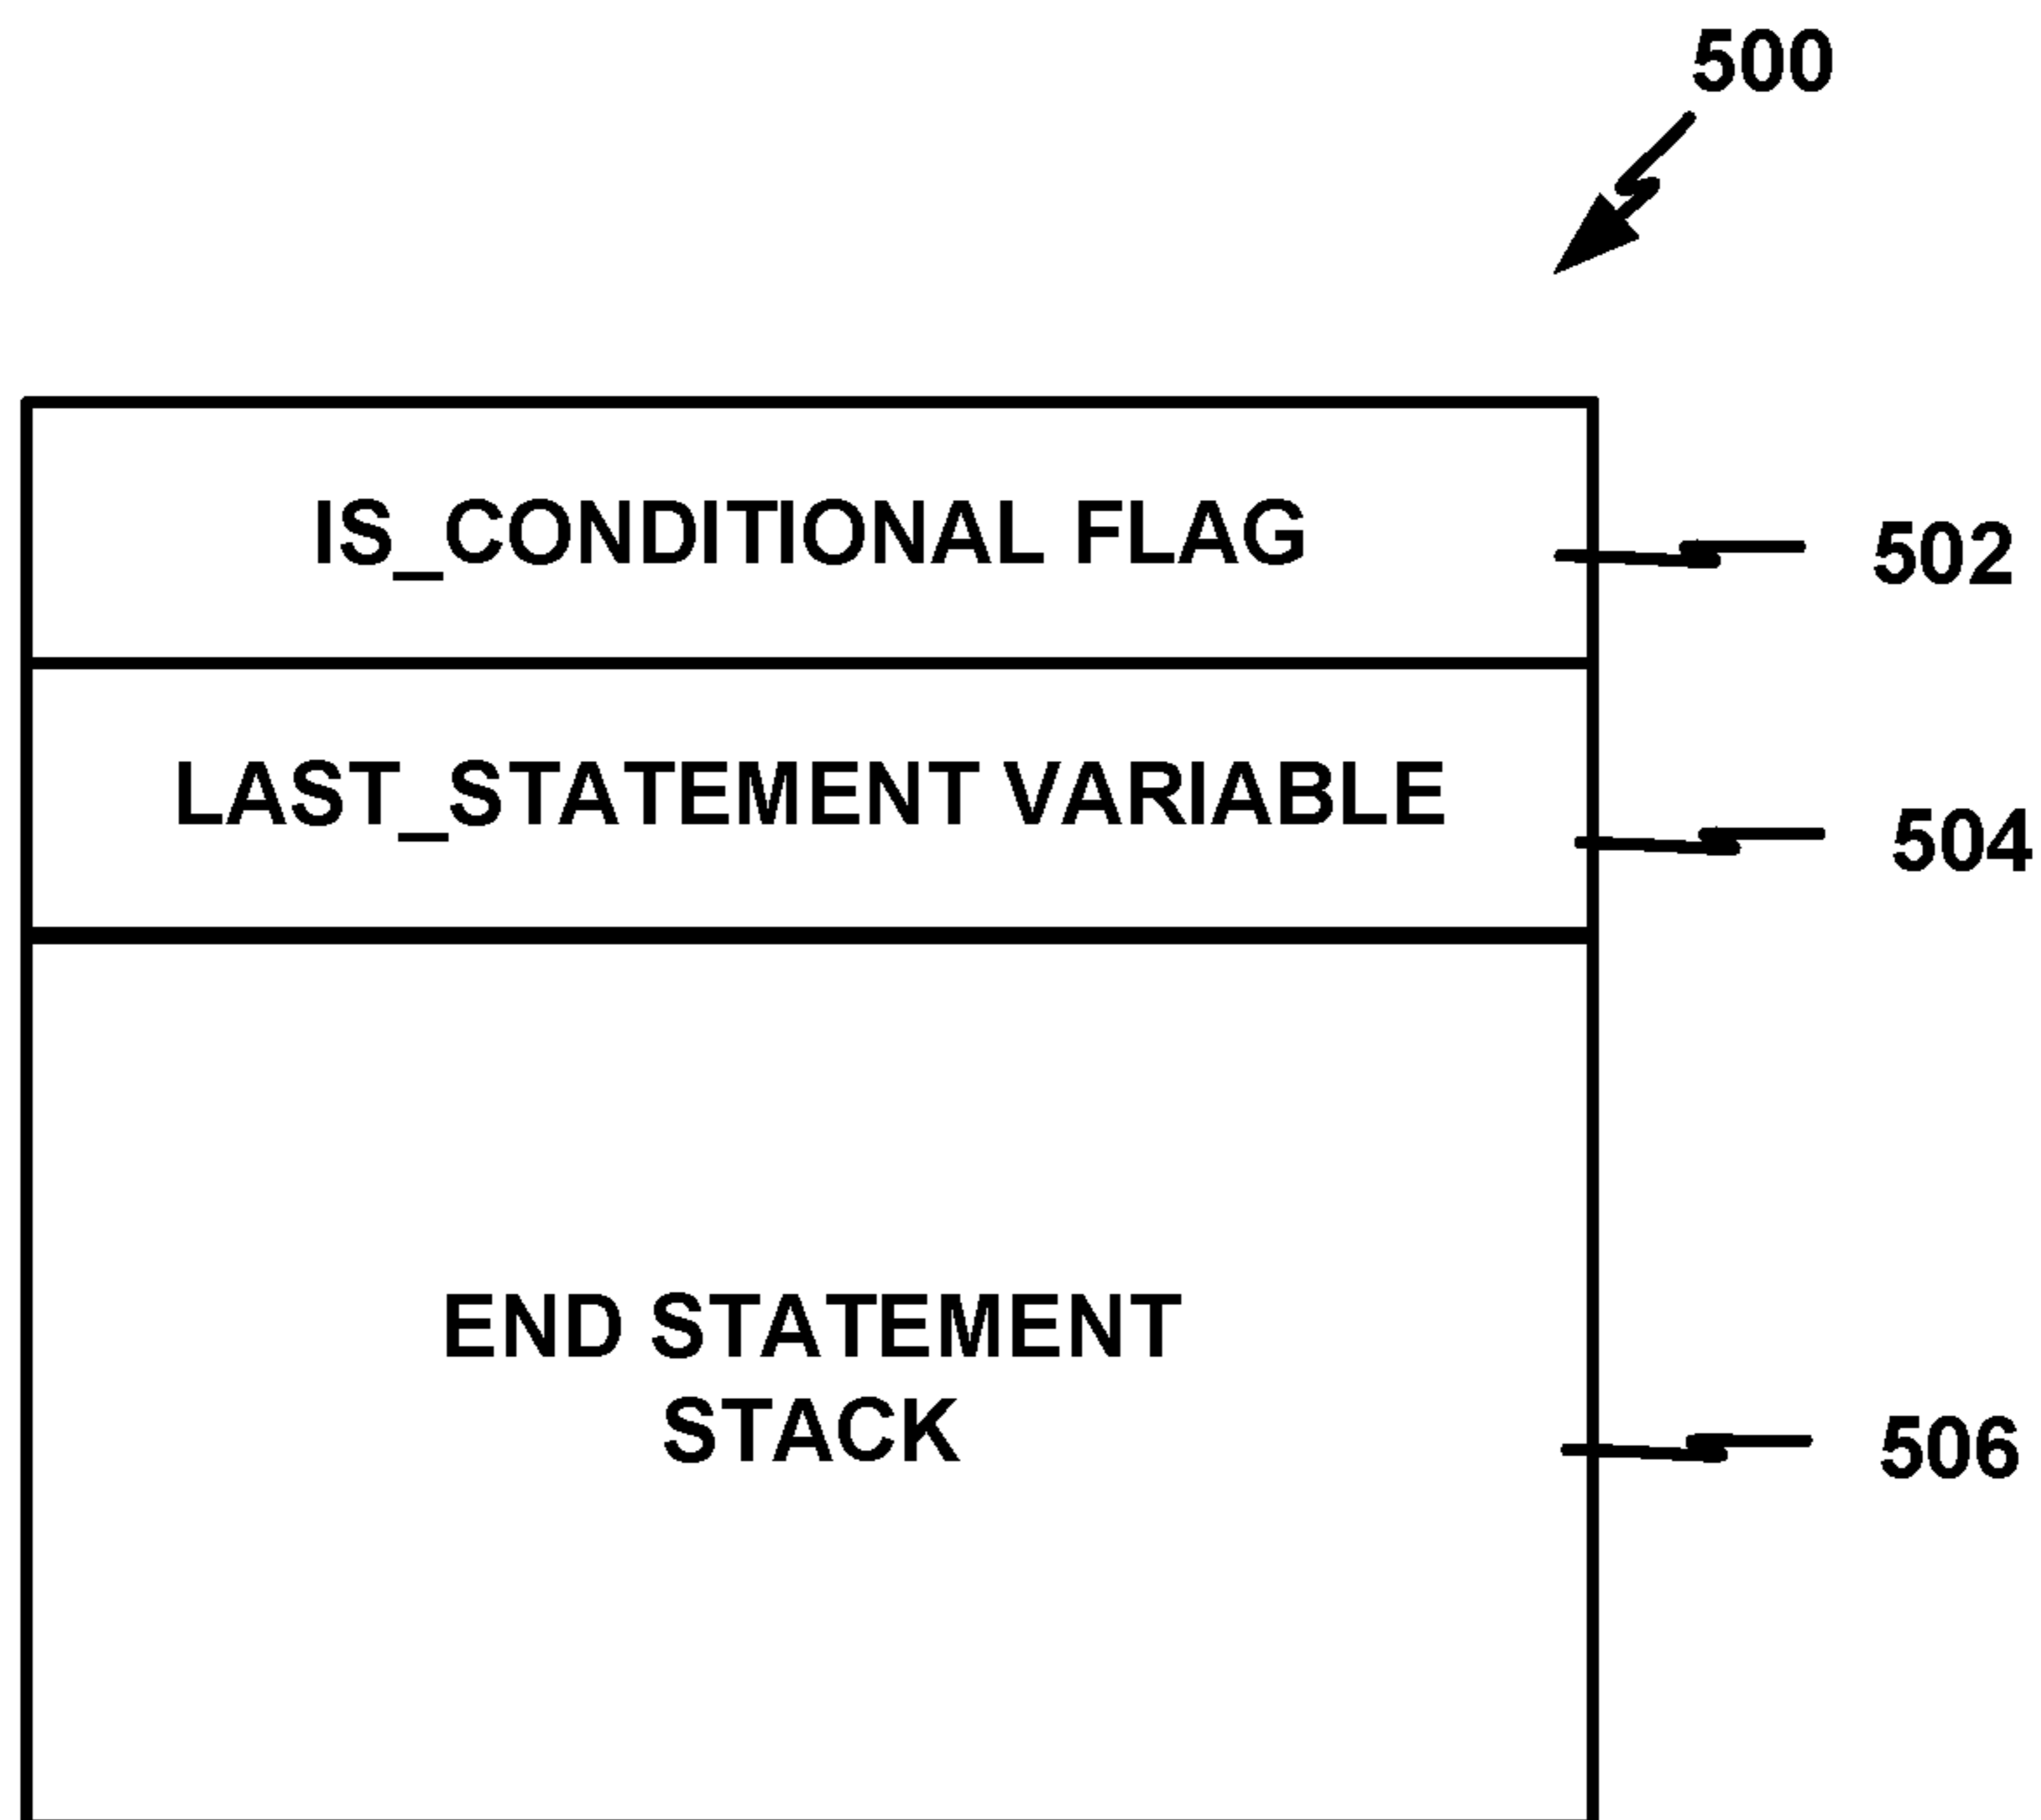 500
IS_CONDITIONAL FLAG
502
LAST_STATEMENT VARIABLE
504
END STATEMENT
STACK
506